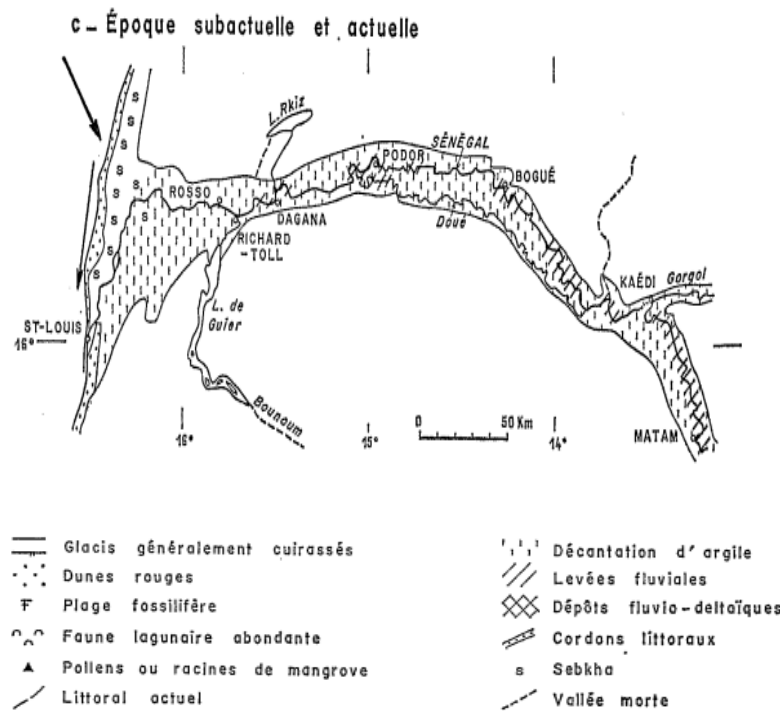 c – Époque subactuelle et actuelle
L. Rkiz
SÉNÉGAL
PODOR
BOGUÉ
ROSSO
DAGANA
Doué
RICHARD
-TOLL
KAÉDI
Gorgol
L. de
Guier
ST-LOUIS
16°
Bounoum
0 50 Km
MATAM
16°
15°
14°
S
S
S
S
S
S
S
S
S
S
Glacis généralement cuirassés
Dunes rouges
Plage fossilifère
Faune lagunaire abondante
Pollens ou racines de mangrove
Littoral actuel
Décantation d'argile
Levées fluviales
Dépôts fluvio-deltaïques
Cordons littoraux
s Sebkha
Vallée morte